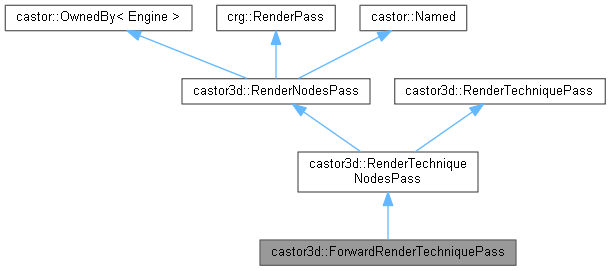 castor::OwnedBy< Engine >
crg::RenderPass
castor::Named
castor3d::RenderNodesPass
castor3d::RenderTechniquePass
castor3d::RenderTechnique
NodesPass
castor3d::ForwardRenderTechniquePass